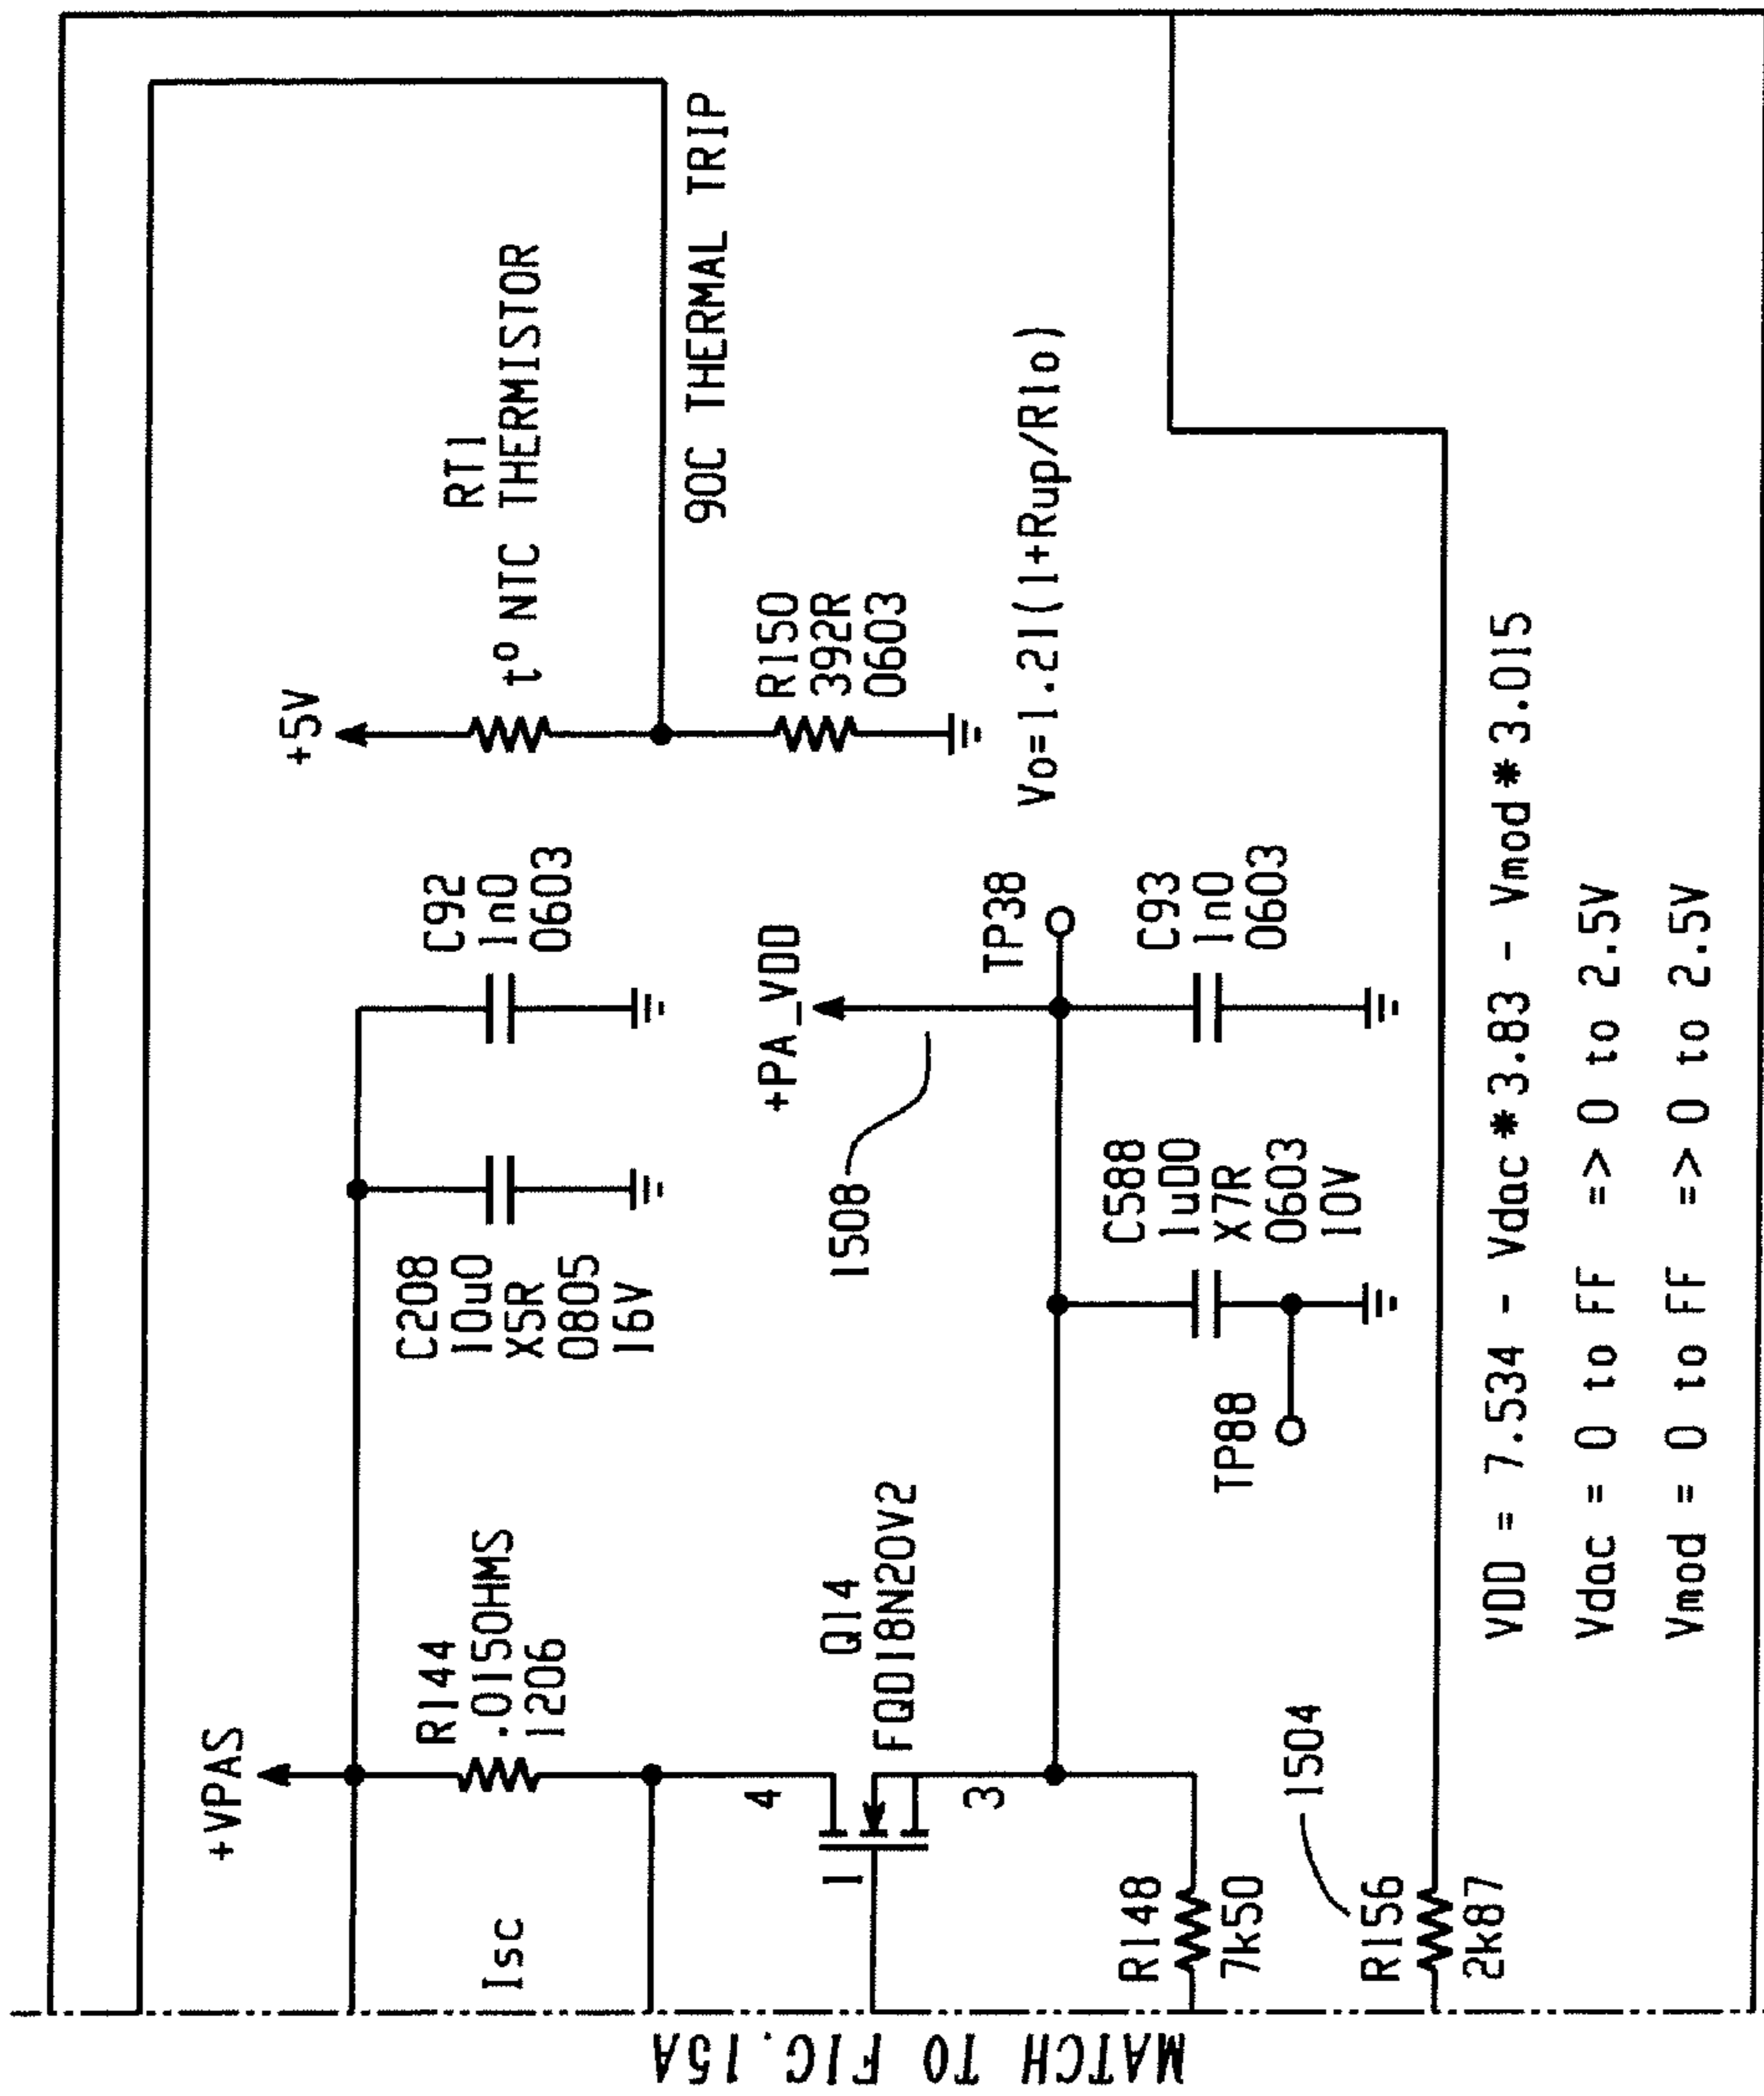 MATCH TO FIG.15A
+VPAS
Isc
R144
.015OHMS
1206
C208
10u0
X5R
0805
16V
C92
1n0
0603
+5V
RT1
t° NTC THERMISTOR
90C THERMAL TRIP
R150
392R
0603
1
4
3
Q14
FQD18N20V2
+PA_VDD
1508
TP38
Vo=1.21(1+Rup/Rlo)
R148
7k50
C588
1u00
X7R
0603
10V
TP88
C93
1n0
0603
1504
R156
2k87
VDD = 7.534 - Vdac*3.83 - Vmod*3.015
Vdac = 0 to FF => 0 to 2.5V
Vmod = 0 to FF => 0 to 2.5V